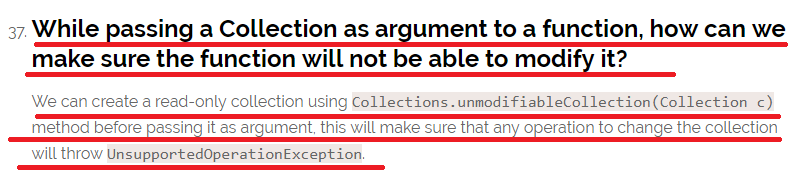 37. While passing a Collection as argument to a function, how can we
make sure the function will not be able to modify it?
We can create a read-only collection using Collections.unmodifiableCollection(Collection c)
method before passing it as argument, this will make sure that any operation to change the collection
will throw UnsupportedOperationException.